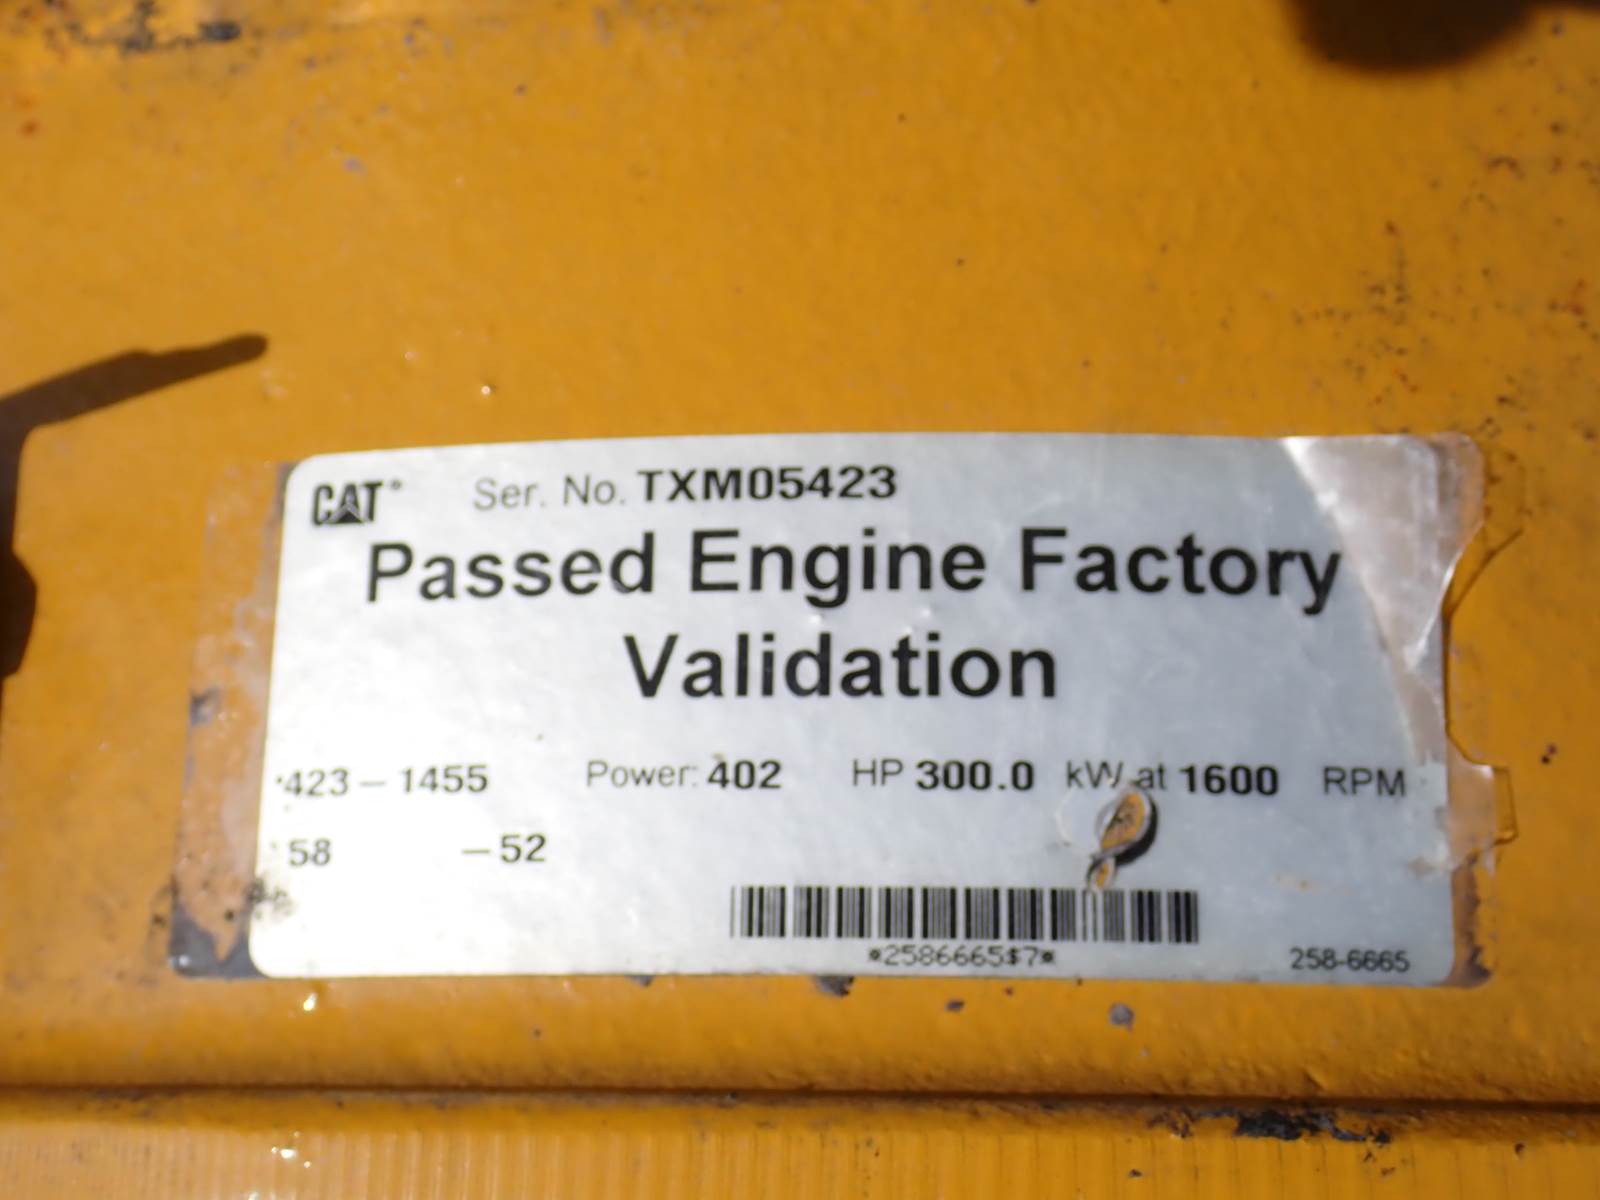 CAT® Ser. No. TXM05423
Passed Engine Factory
Validation
423-1455 Power: 402 HP 300.0 kW at 1600 RPM
58 -52
*2586665$7* 258-6665